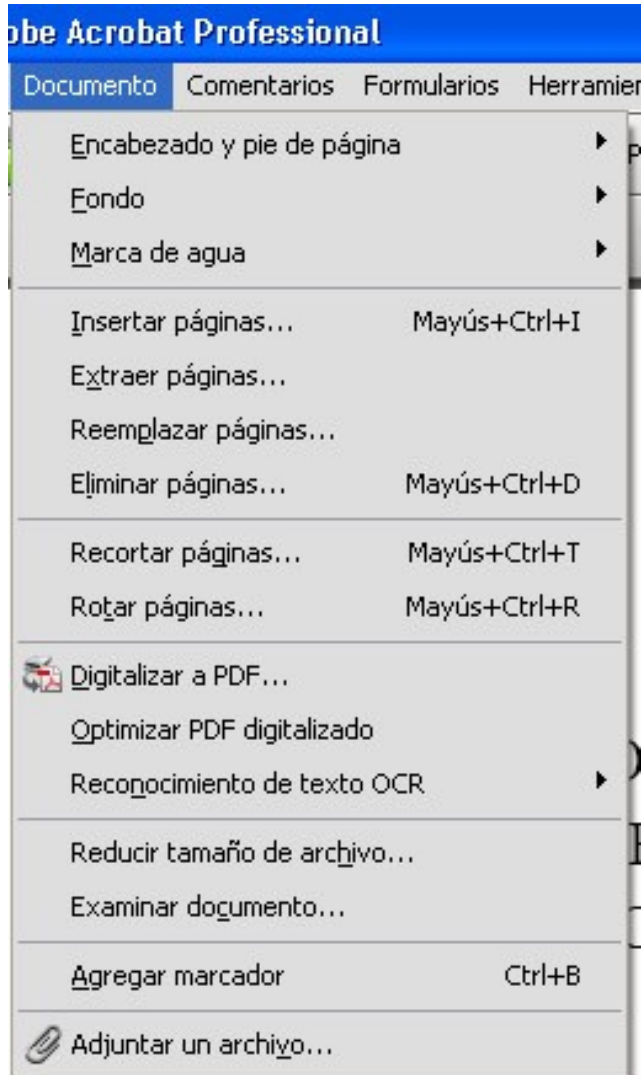 obe Acrobat Professional
Documento Comentarios Formularios Herramien
Encabezado y pie de página
Fondo
Marca de agua
Insertar páginas... Mayús+Ctrl+I
Extraer páginas...
Reemplazar páginas...
Eliminar páginas... Mayús+Ctrl+D
Recortar páginas... Mayús+Ctrl+T
Rotar páginas... Mayús+Ctrl+R
Digitalizar a PDF...
Optimizar PDF digitalizado
Reconocimiento de texto OCR
Reducir tamaño de archivo...
Examinar documento...
Agregar marcador Ctrl+B
Adjuntar un archivo...